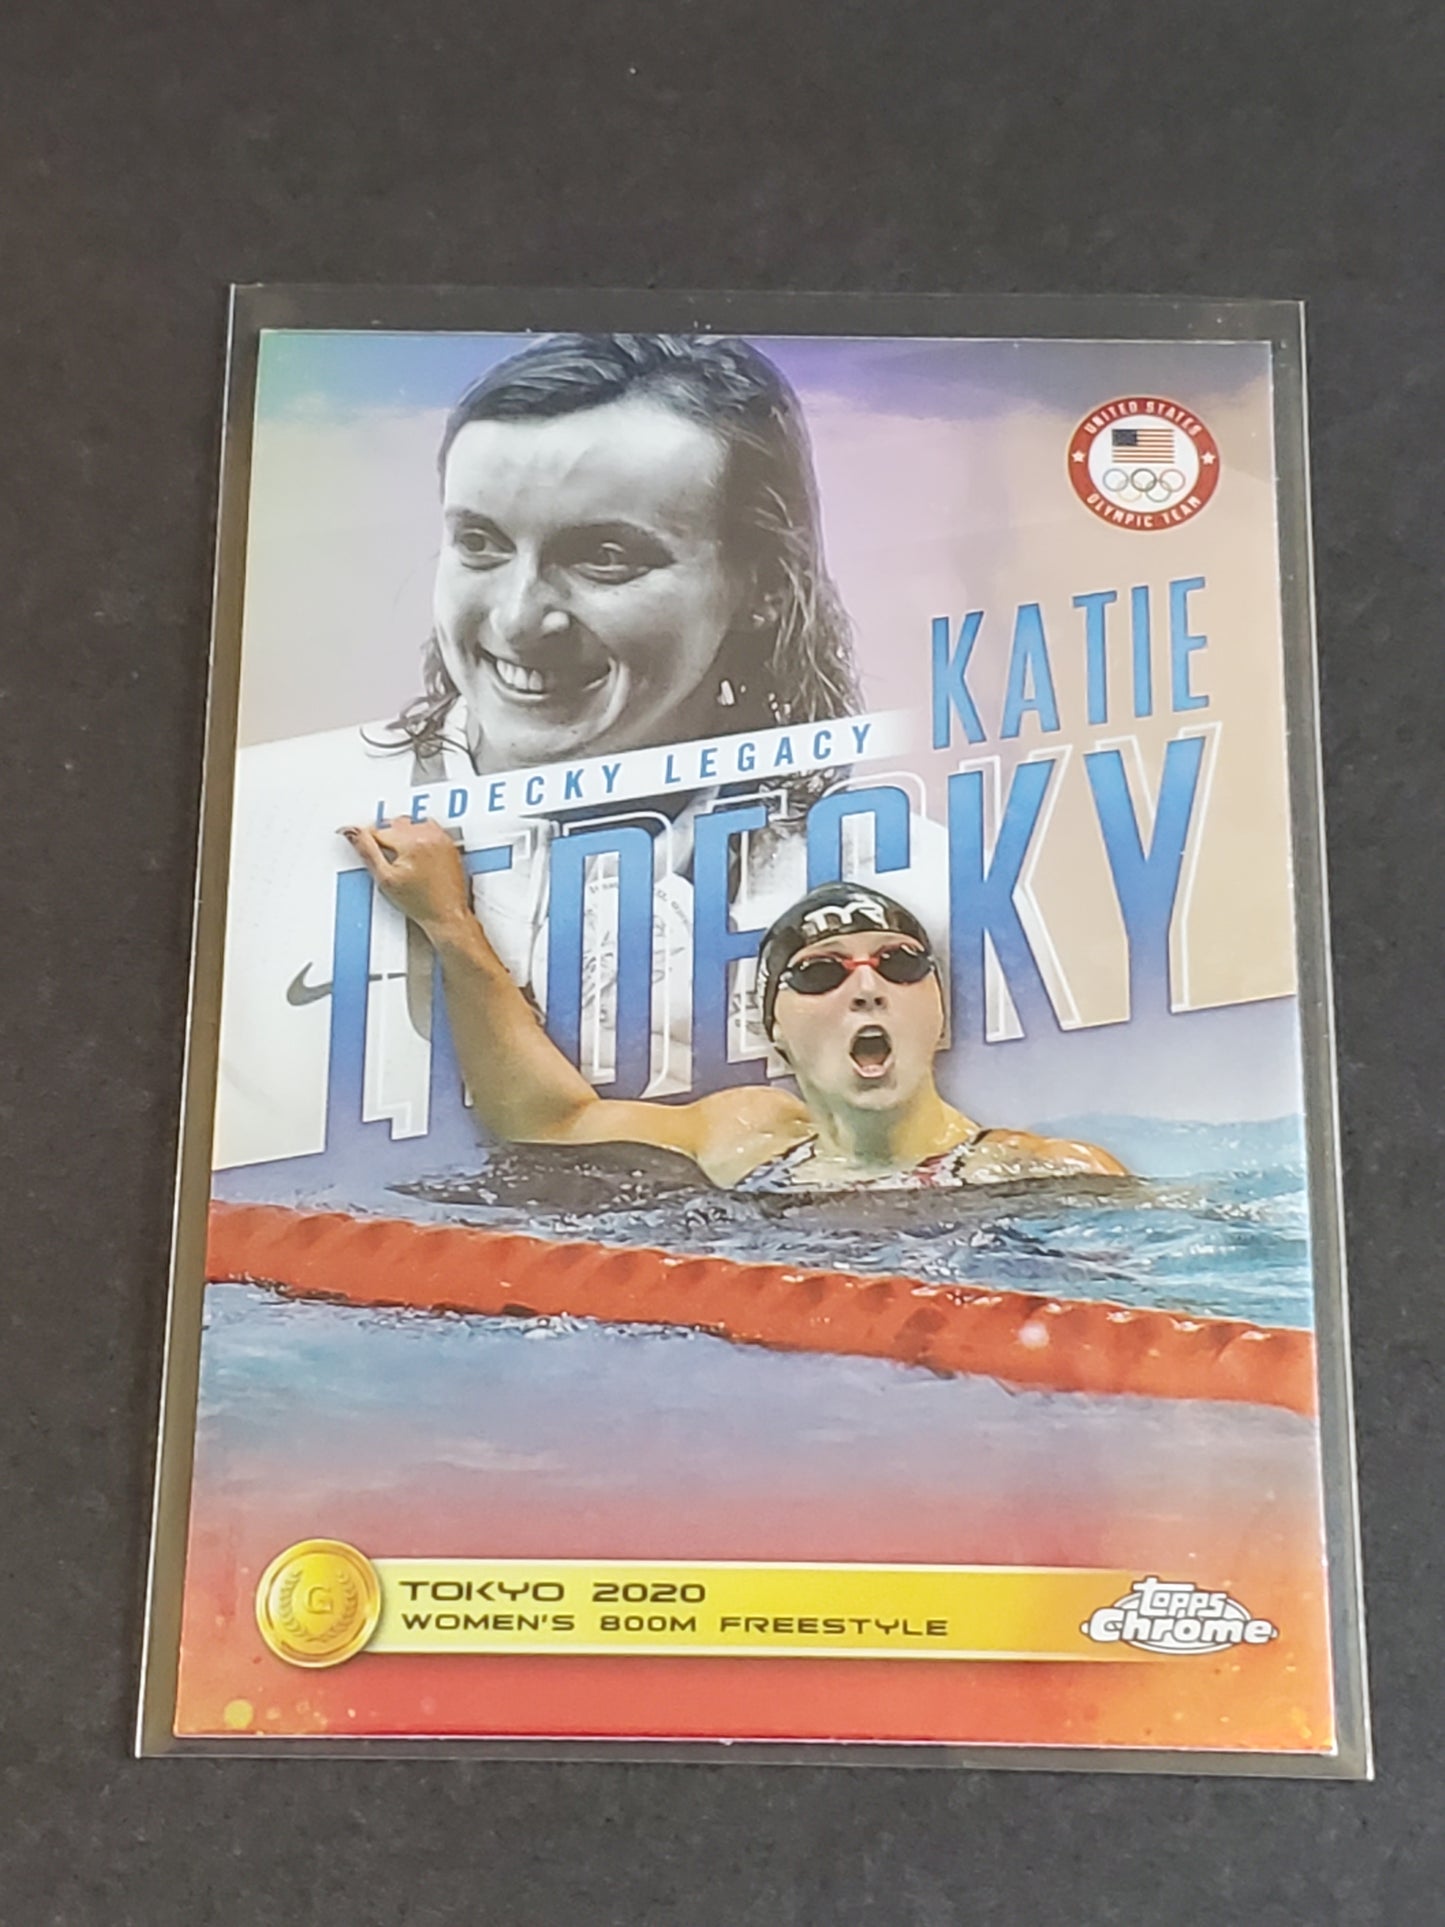 UNITED STATES
OLYMPIC TEAM
KATIE
LEDECKY LEGACY
LEDECKY
TYR
TOKYO 2020
WOMEN'S 800M FREESTYLE
Topps
Chrome